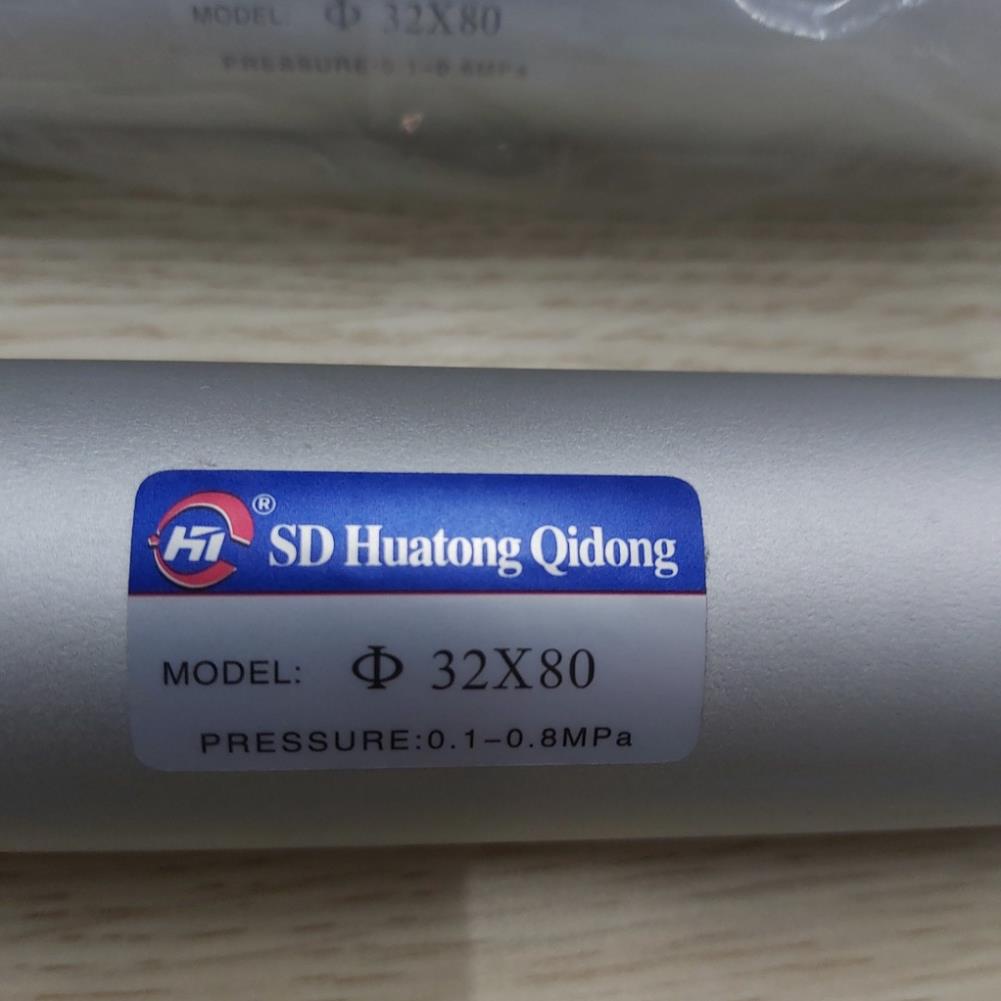 MODEL: Φ 32X80
PRESSURE:0.1-0.8MPa
HT ® SD Huatong Qidong
MODEL: Φ 32X80
PRESSURE:0.1-0.8MPa